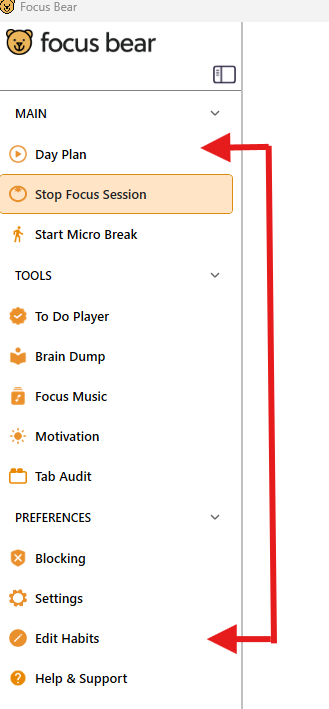 Focus Bear
focus bear
MAIN
Day Plan
Stop Focus Session
Start Micro Break
TOOLS
To Do Player
Brain Dump
Focus Music
Motivation
Tab Audit
PREFERENCES
Blocking
Settings
Edit Habits
Help & Support